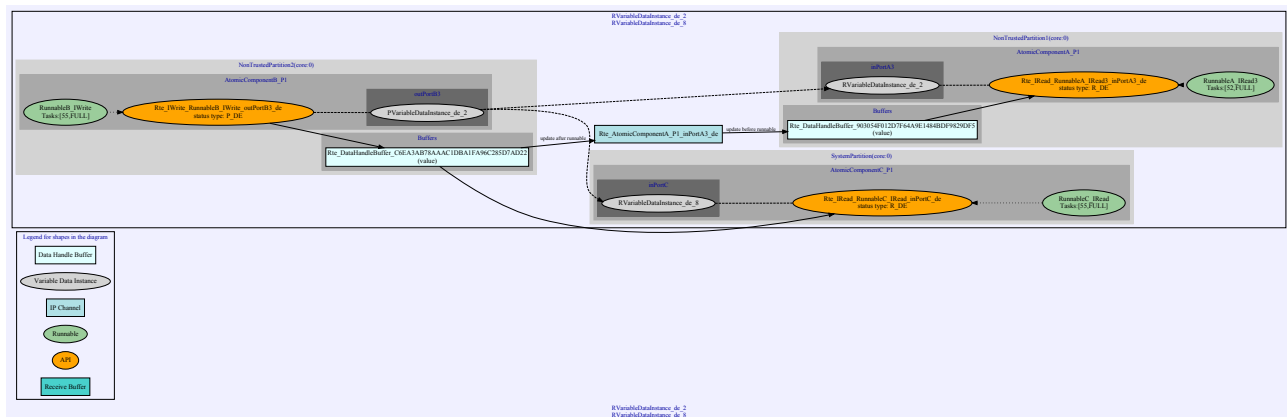 RVariableDataInstance_de_2
RVariableDataInstance_de_8
NonTrustedPartition1(core:0)
AtomicComponentA_P1
inPortA3
RVariableDataInstance_de_2
Rte_IRead_RunnableA_IRead3_inPortA3_de
status type: R_DE
RunnableA_IRead3
Tasks:[52,FULL]
Buffers
Rte_DataHandleBuffer_903054F012D7F64A9E1484BDF9829DF5
(value)
NonTrustedPartition2(core:0)
AtomicComponentB_P1
RunnableB_IWrite
Tasks:[55,FULL]
Rte_IWrite_RunnableB_IWrite_outPortB3_de
status type: P_DE
outPortB3
PVariableDataInstance_de_2
Buffers
Rte_DataHandleBuffer_C6EA3AB78AAAC1DBA1FA96C285D7AD22
(value)
update after runnable
Rte_AtomicComponentA_P1_inPortA3_de
update before runnable
SystemPartition(core:0)
AtomicComponentC_P1
inPortC
RVariableDataInstance_de_8
Rte_IRead_RunnableC_IRead_inPortC_de
status type: R_DE
RunnableC_IRead
Tasks:[55,FULL]
Legend for shapes in the diagram
Data Handle Buffer
Variable Data Instance
IP Channel
Runnable
API
Receive Buffer
RVariableDataInstance_de_2
RVariableDataInstance_de_8